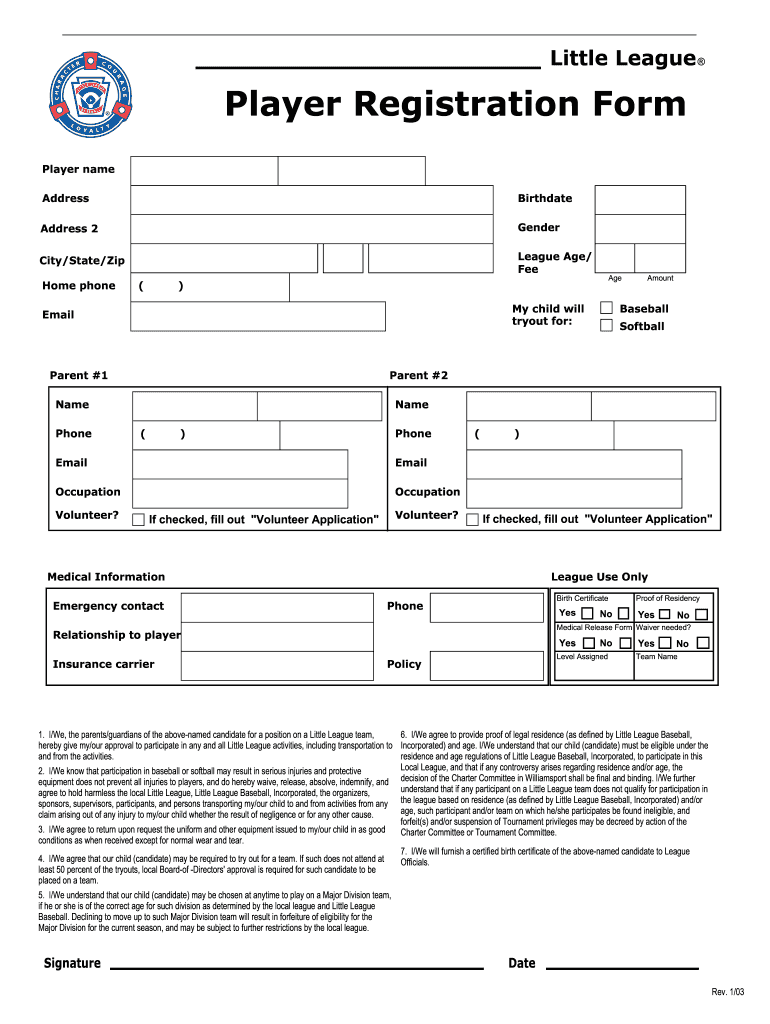 Little League®
CHARACTER COURAGE LOYALTY ®
Player Registration Form
Player name
Address
Birthdate
Address 2
Gender
City/State/Zip
League Age/
Fee
Age Amount
Home phone ( )
My child will
tryout for:
Baseball
Softball
Email
Parent #1 Parent #2
Name Name
Phone ( ) Phone ( )
Email Email
Occupation Occupation
Volunteer? If checked, fill out "Volunteer Application" Volunteer? If checked, fill out "Volunteer Application"
Medical Information League Use Only
Emergency contact Phone
Relationship to player
Insurance carrier Policy
Birth Certificate Proof of Residency
Yes No Yes No
Medical Release Form Waiver needed?
Yes No Yes No
Level Assigned Team Name
1. I/We, the parents/guardians of the above-named candidate for a position on a Little League team,
hereby give my/our approval to participate in any and all Little League activities, including transportation to
and from the activities.
2. I/We know that participation in baseball or softball may result in serious injuries and protective
equipment does not prevent all injuries to players, and do hereby waive, release, absolve, indemnify, and
agree to hold harmless the local Little League, Little League Baseball, Incorporated, the organizers,
sponsors, supervisors, participants, and persons transporting my/our child to and from activities from any
claim arising out of any injury to my/our child whether the result of negligence or for any other cause.
3. I/We agree to return upon request the uniform and other equipment issued to my/our child in as good
conditions as when received except for normal wear and tear.
4. I/We agree that our child (candidate) may be required to try out for a team. If such does not attend at
least 50 percent of the tryouts, local Board-of -Directors' approval is required for such candidate to be
placed on a team.
5. I/We understand that our child (candidate) may be chosen at anytime to play on a Major Division team,
if he or she is of the correct age for such division as determined by the local league and Little League
Baseball. Declining to move up to such Major Division team will result in forfeiture of eligibility for the
Major Division for the current season, and may be subject to further restrictions by the local league.
6. I/We agree to provide proof of legal residence (as defined by Little League Baseball,
Incorporated) and age. I/We understand that our child (candidate) must be eligible under the
residence and age regulations of Little League Baseball, Incorporated, to participate in this
Local League, and that if any controversy arises regarding residence and/or age, the
decision of the Charter Committee in Williamsport shall be final and binding. I/We further
understand that if any participant on a Little League team does not qualify for participation in
the league based on residence (as defined by Little League Baseball, Incorporated) and/or
age, such participant and/or team on which he/she participates be found ineligible, and
forfeit(s) and/or suspension of Tournament privileges may be decreed by action of the
Charter Committee or Tournament Committee.
7. I/We will furnish a certified birth certificate of the above-named candidate to League
Officials.
Signature Date
Rev. 1/03